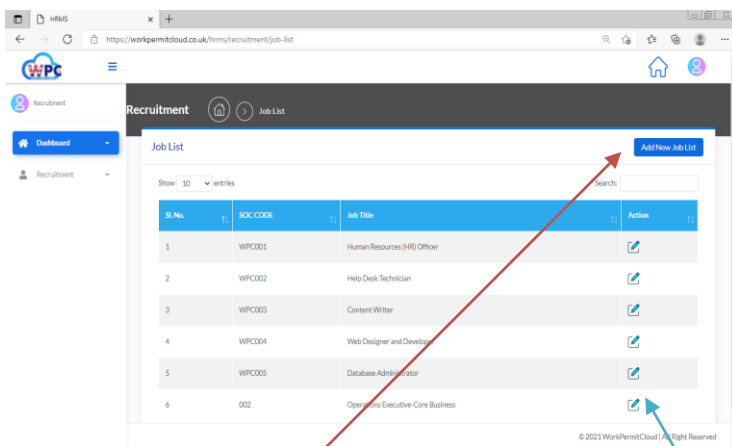 HRMS
https://workpermitcloud.co.uk/hrms/recruitment/job-list
WPC
Recruitment
Recruitment Job List
Dashboard
Recruitment
Job List
Add New Job List
Show 10 entries
Search:
Sl. No. SOC CODE Job Title Action
1 WPC001 Human Resources (HR) Officer
2 WPC002 Help Desk Technician
3 WPC003 Content Writer
4 WPC004 Web Designer and Developer
5 WPC005 Database Administrator
6 002 Operations Executive-Core Business
© 2021 WorkPermitCloud | All Right Reserved